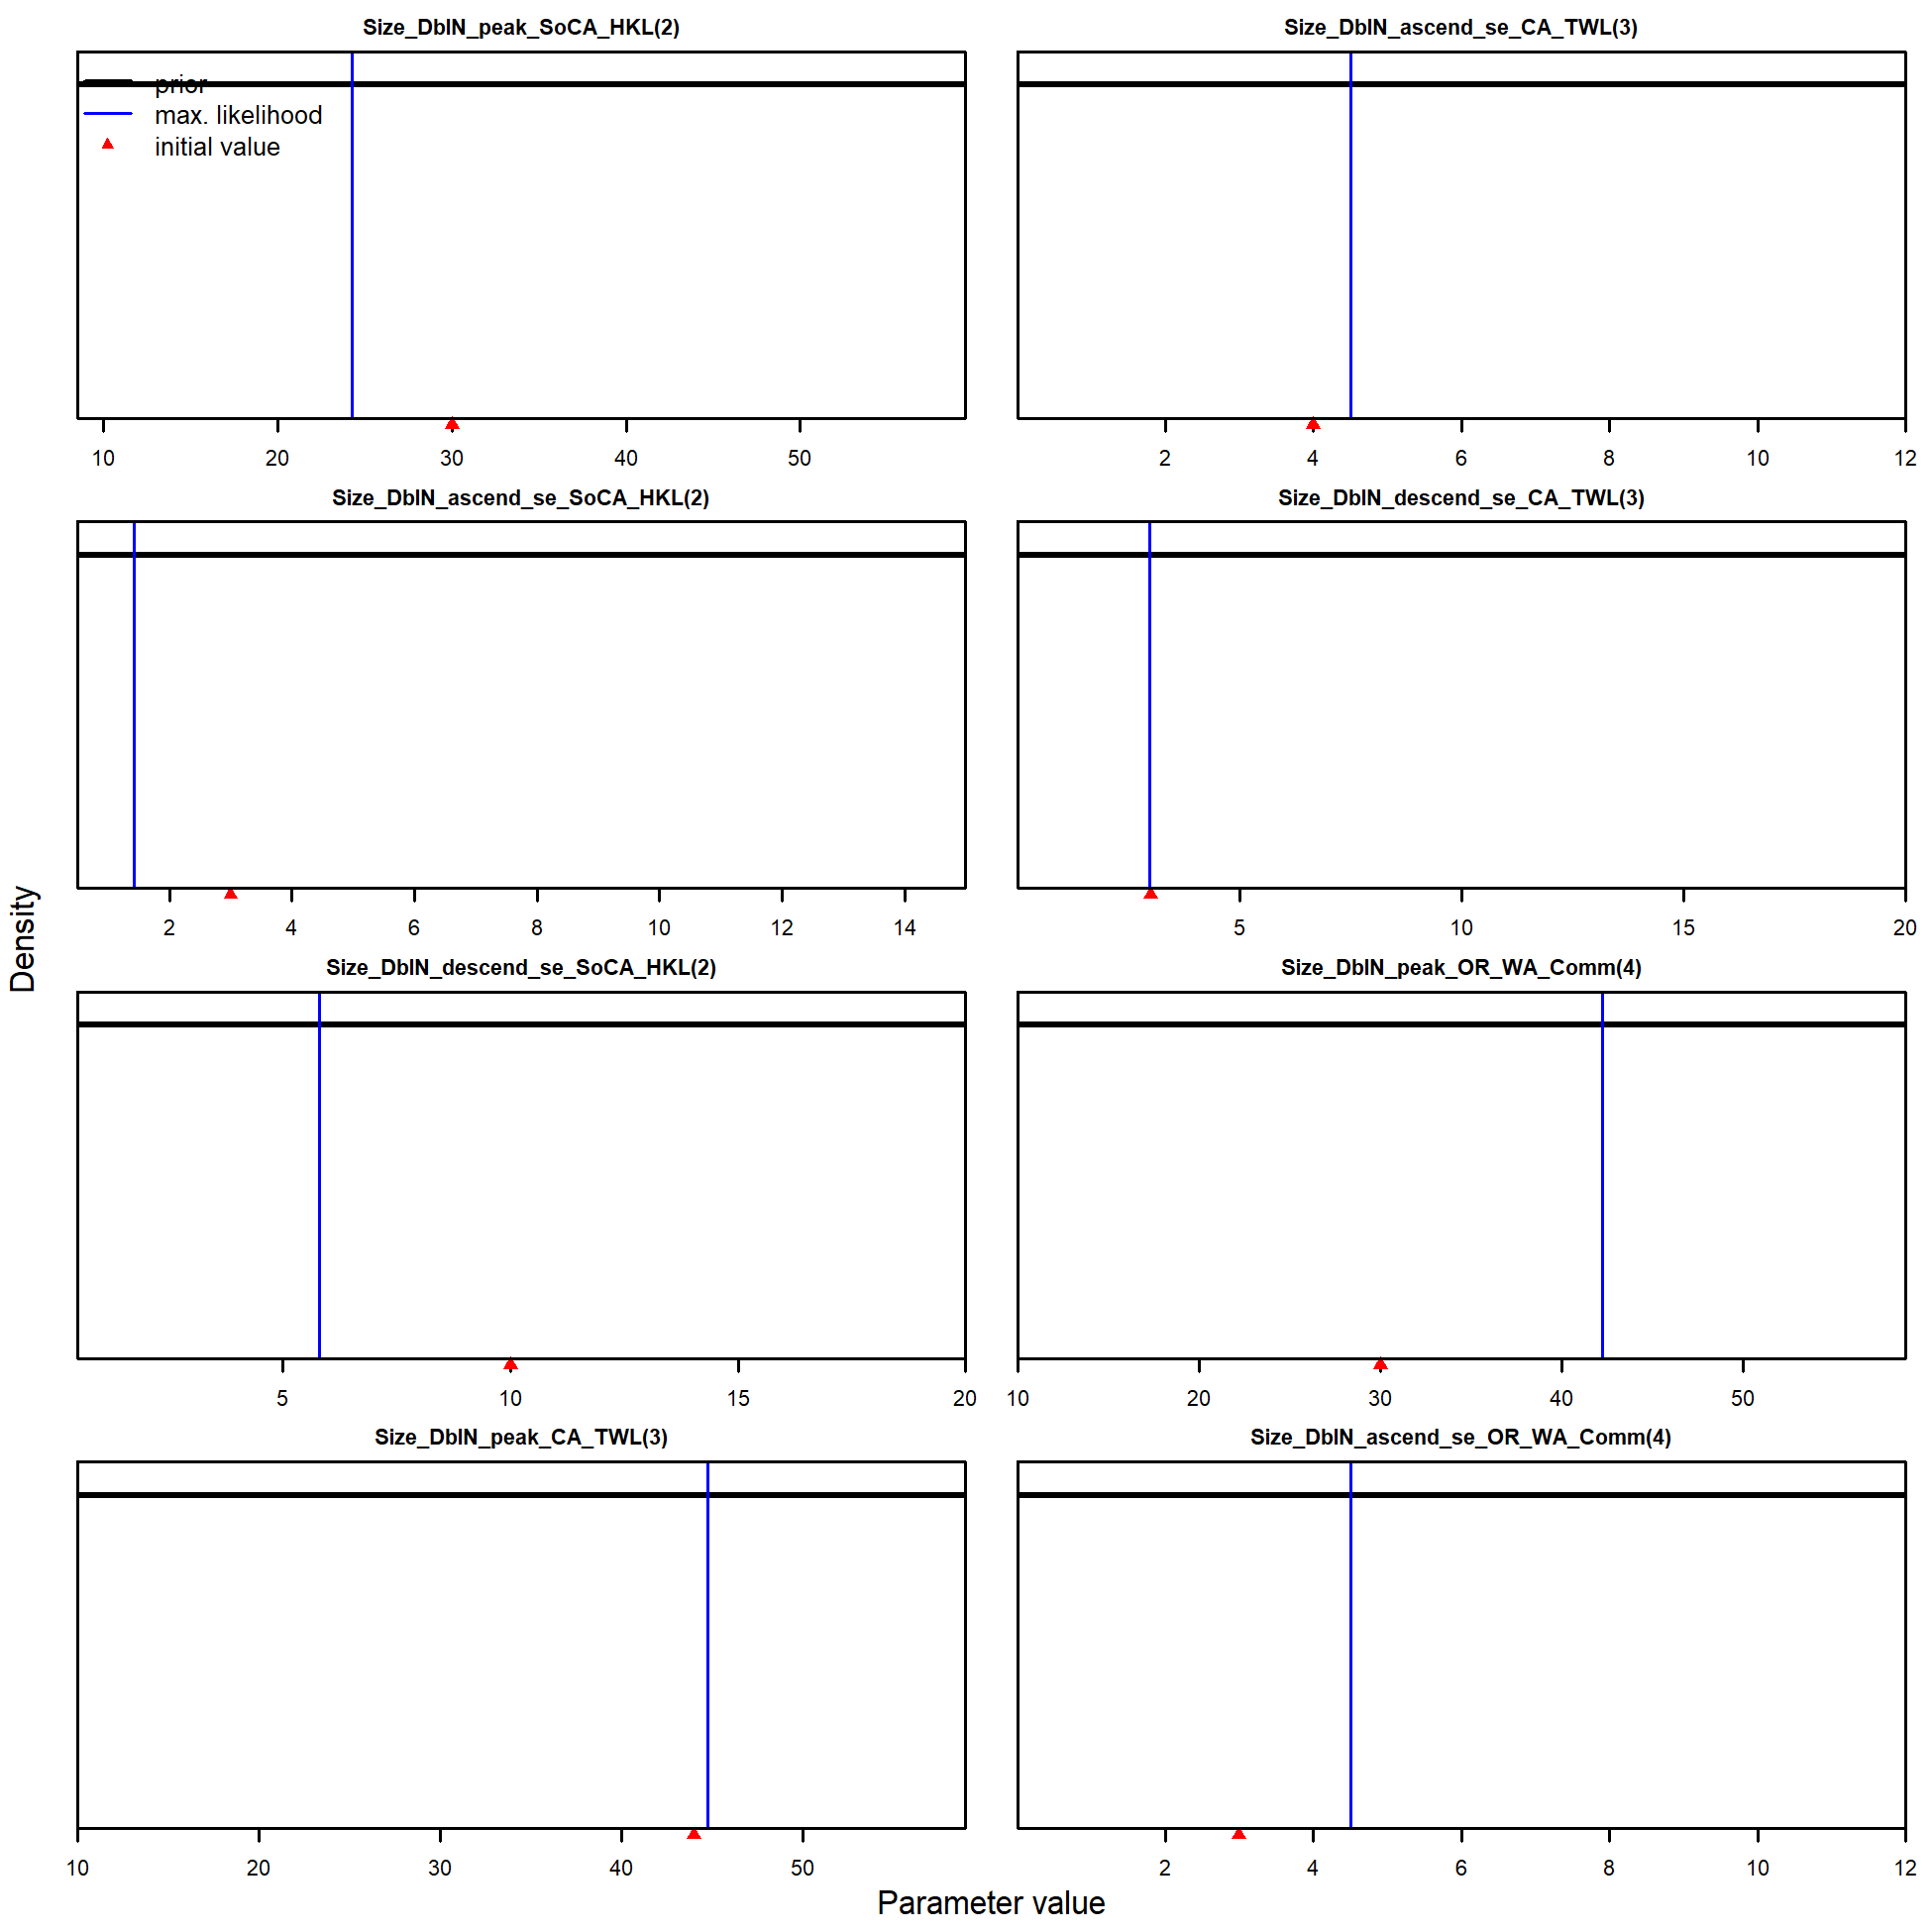 Size_DblN_peak_SoCA_HKL(2)
prior
max. likelihood
initial value
10 20 30 40 50
Size_DblN_ascend_se_CA_TWL(3)
2 4 6 8 10 12
Size_DblN_ascend_se_SoCA_HKL(2)
2 4 6 8 10 12 14
Size_DblN_descend_se_CA_TWL(3)
5 10 15 20
Size_DblN_descend_se_SoCA_HKL(2)
5 10 15 20
Size_DblN_peak_OR_WA_Comm(4)
10 20 30 40 50
Size_DblN_peak_CA_TWL(3)
10 20 30 40 50
Size_DblN_ascend_se_OR_WA_Comm(4)
2 4 6 8 10 12
Density
Parameter value